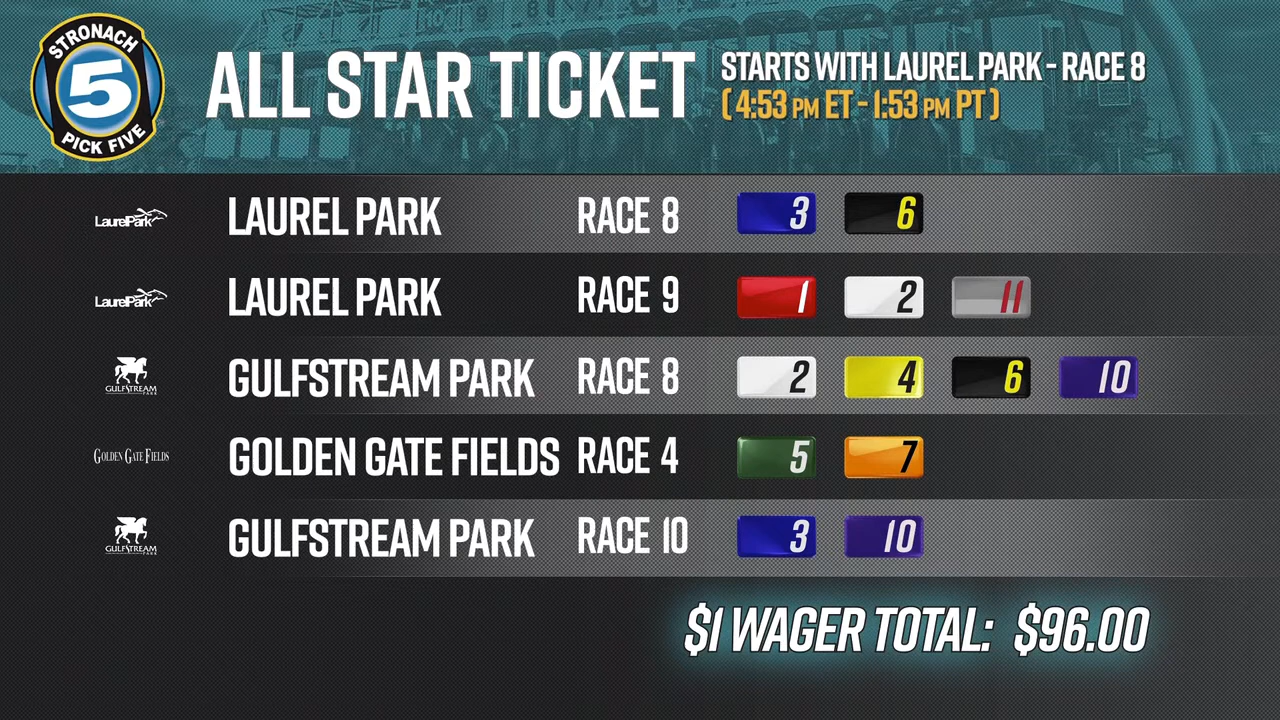 STRONACH
5
PICK FIVE
ALL STAR TICKET
STARTS WITH LAUREL PARK - RACE 8
( 4:53 PM ET - 1:53 PM PT )
LaurelPark LAUREL PARK RACE 8 3 6
LaurelPark LAUREL PARK RACE 9 1 2 11
GULFSTREAM PARK GULFSTREAM PARK RACE 8 2 4 6 10
GOLDEN GATE FIELDS GOLDEN GATE FIELDS RACE 4 5 7
GULFSTREAM PARK GULFSTREAM PARK RACE 10 3 10
$1 WAGER TOTAL: $96.00